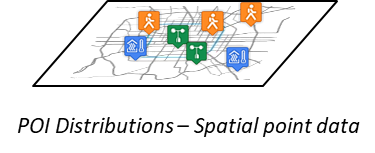 POI Distributions – Spatial point data